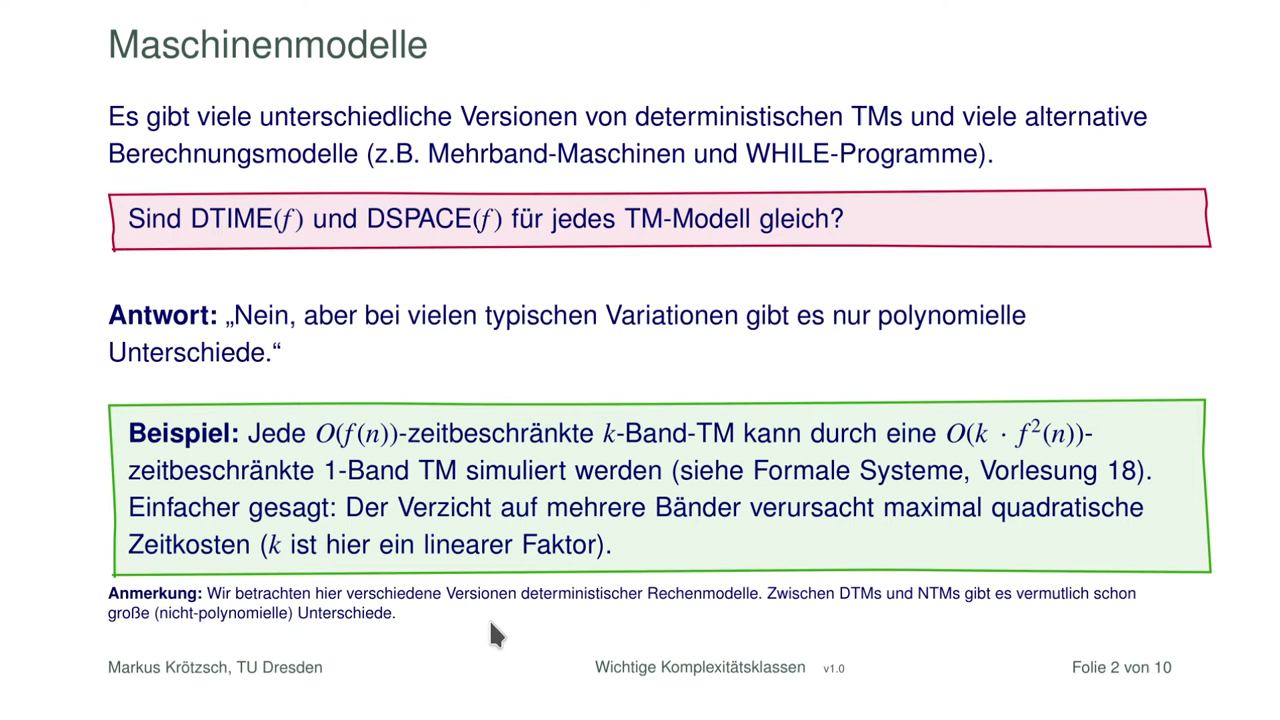 Maschinenmodelle
Es gibt viele unterschiedliche Versionen von deterministischen TMs und viele alternative
Berechnungsmodelle (z.B. Mehrband-Maschinen und WHILE-Programme).
Sind DTIME(f) und DSPACE(f) für jedes TM-Modell gleich?
Antwort: „Nein, aber bei vielen typischen Variationen gibt es nur polynomielle
Unterschiede.“
Beispiel: Jede O(f(n))-zeitbeschränkte k-Band-TM kann durch eine O(k · f²(n))-
zeitbeschränkte 1-Band TM simuliert werden (siehe Formale Systeme, Vorlesung 18).
Einfacher gesagt: Der Verzicht auf mehrere Bänder verursacht maximal quadratische
Zeitkosten (k ist hier ein linearer Faktor).
Anmerkung: Wir betrachten hier verschiedene Versionen deterministischer Rechenmodelle. Zwischen DTMs und NTMs gibt es vermutlich schon
große (nicht-polynomielle) Unterschiede.
Markus Krötzsch, TU Dresden Wichtige Komplexitätsklassen v1.0 Folie 2 von 10